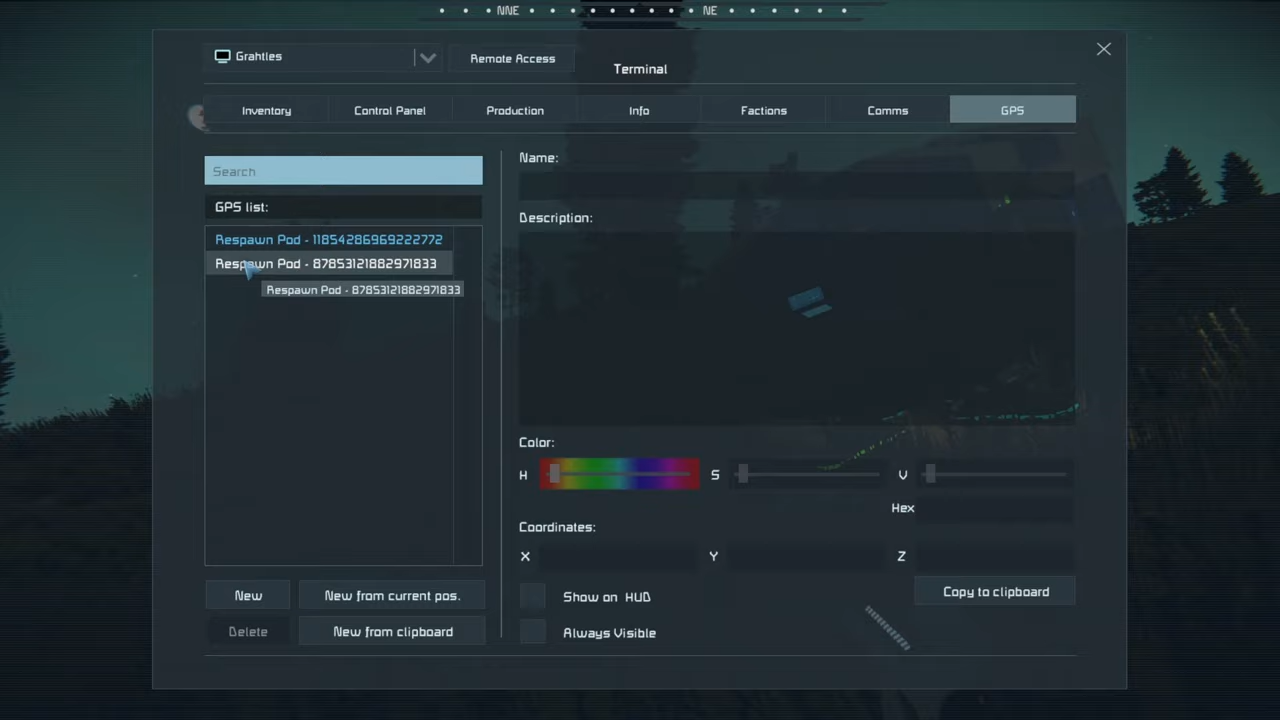 NNE NE
Grahtles
Remote Access
Terminal
Inventory
Control Panel
Production
Info
Factions
Comms
GPS
Search
GPS list:
Respawn Pod - 11854286969222772
Respawn Pod - 87853121882971833
Respawn Pod - 87853121882971833
New
New from current pos.
Delete
New from clipboard
Name:
Description:
Color:
H
S
V
Hex
Coordinates:
X
Y
Z
Show on HUD
Copy to clipboard
Always Visible